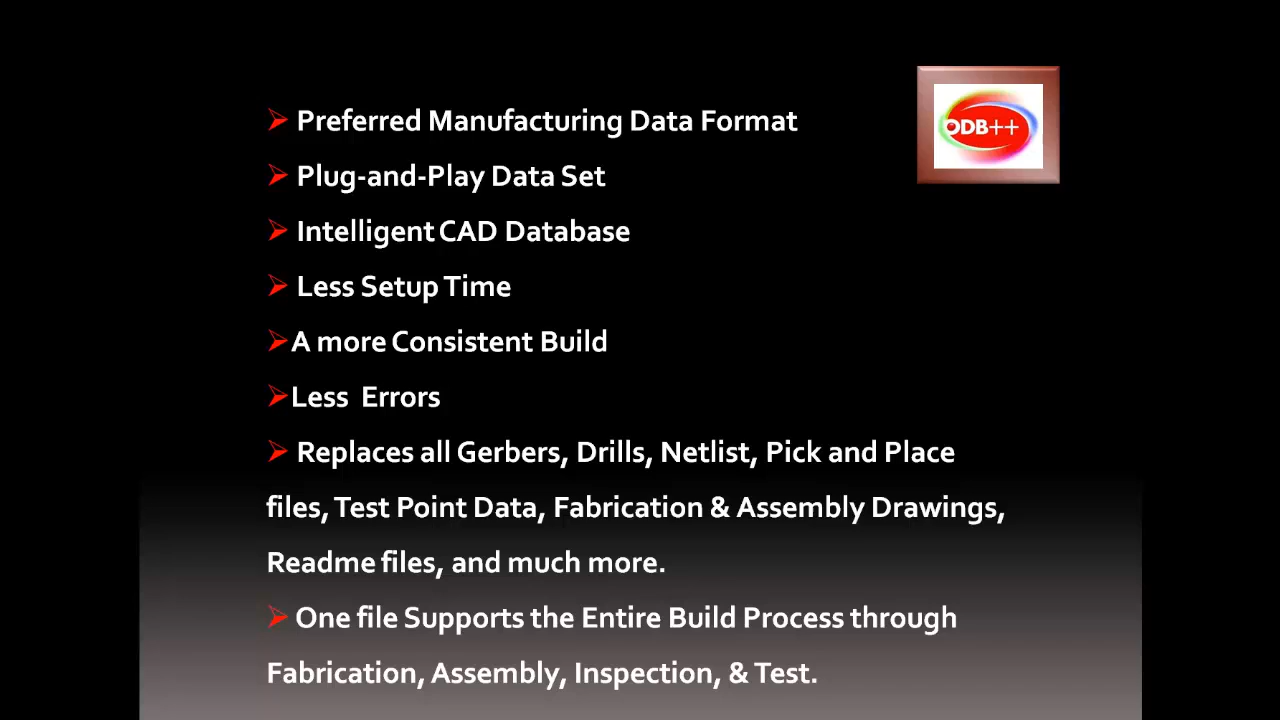 ODB++
➢ Preferred Manufacturing Data Format
➢ Plug-and-Play Data Set
➢ Intelligent CAD Database
➢ Less Setup Time
➢A more Consistent Build
➢Less  Errors
➢ Replaces all Gerbers, Drills, Netlist, Pick and Place
files, Test Point Data, Fabrication & Assembly Drawings,
Readme files, and much more.
➢ One file Supports the Entire Build Process through
Fabrication, Assembly, Inspection, & Test.